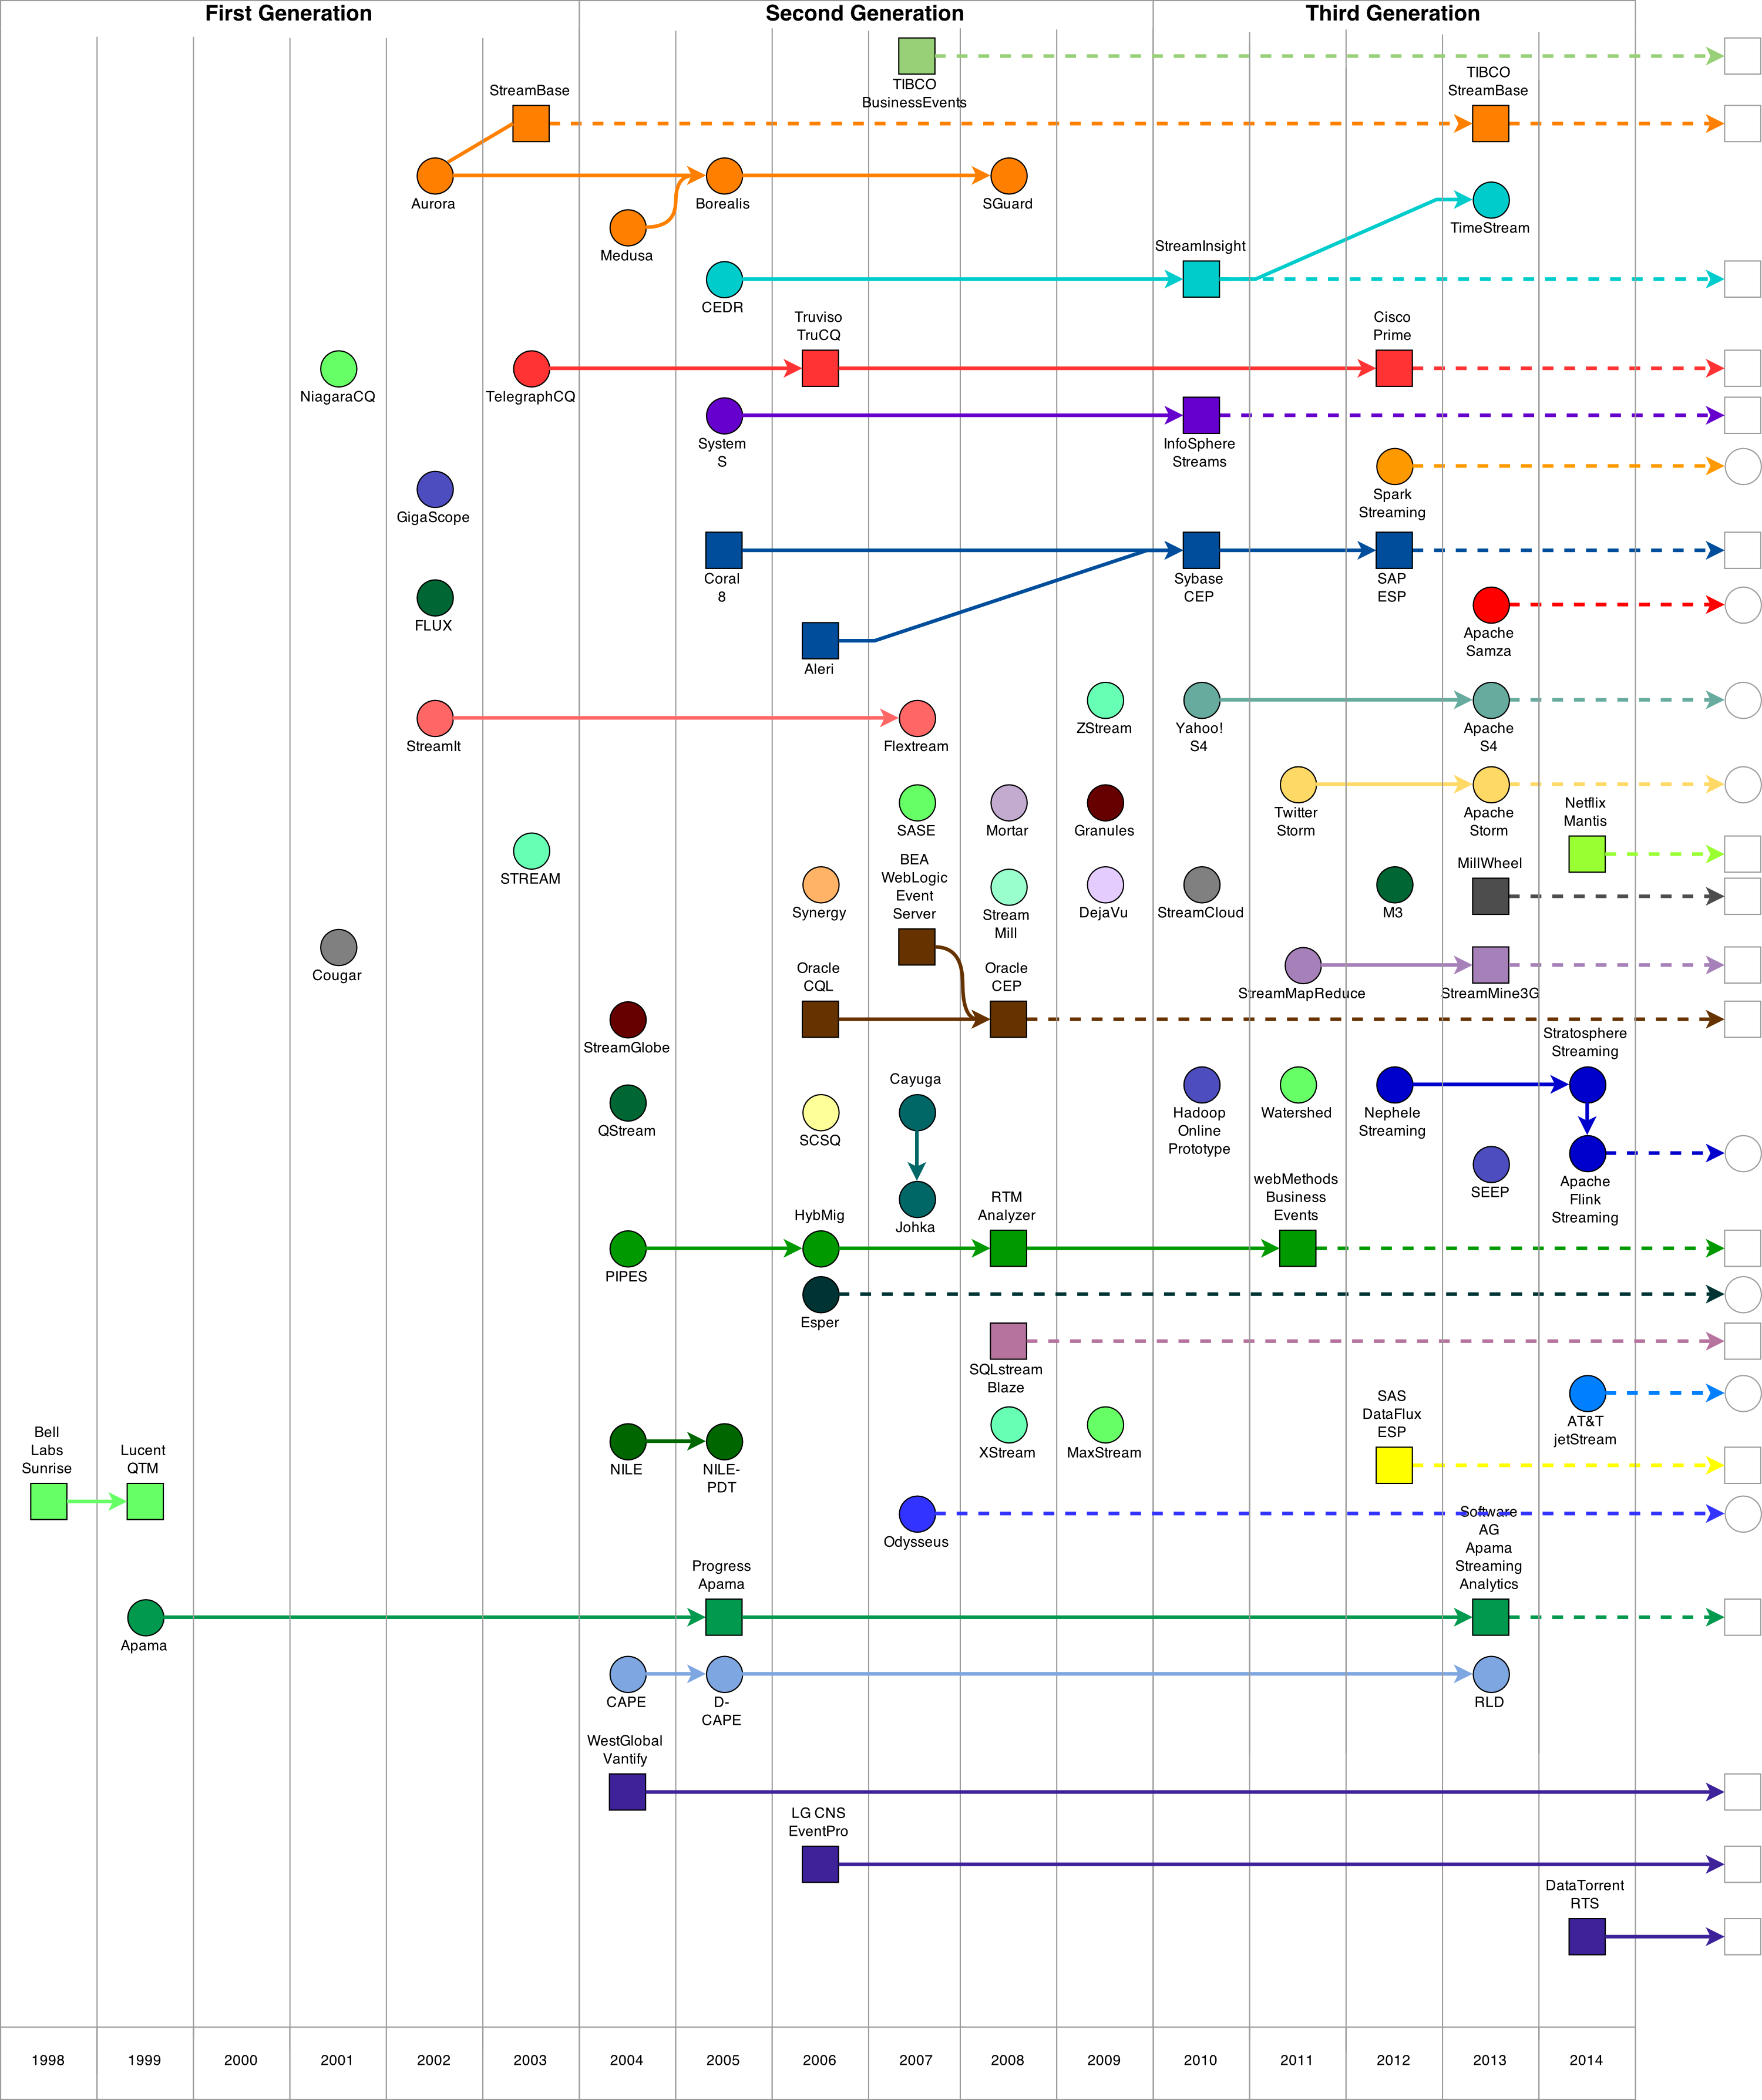 First Generation
Second Generation
Third Generation
TIBCO
BusinessEvents
StreamBase
TIBCO
StreamBase
Aurora
Borealis
SGuard
TimeStream
Medusa
StreamInsight
CEDR
Truviso
TruCQ
Cisco
Prime
NiagaraCQ
TelegraphCQ
System
S
InfoSphere
Streams
GigaScope
Spark
Streaming
Coral
8
Sybase
CEP
SAP
ESP
FLUX
Apache
Samza
Aleri
StreamIt
Flextream
ZStream
Yahoo!
S4
Apache
S4
SASE
Mortar
Granules
Twitter
Storm
Apache
Storm
Netflix
Mantis
STREAM
BEA
WebLogic
Event
Server
MillWheel
Synergy
Stream
Mill
DejaVu
StreamCloud
M3
Cougar
Oracle
CQL
Oracle
CEP
StreamMapReduce
StreamMine3G
StreamGlobe
Stratosphere
Streaming
Cayuga
QStream
SCSQ
Hadoop
Online
Prototype
Watershed
Nephele
Streaming
SEEP
Apache
Flink
Streaming
Johka
webMethods
Business
Events
HybMig
RTM
Analyzer
PIPES
Esper
SQLstream
Blaze
SAS
DataFlux
ESP
AT&T
jetStream
Bell
Labs
Sunrise
Lucent
QTM
NILE
NILE-
PDT
XStream
MaxStream
Odysseus
Software
AG
Apama
Streaming
Analytics
Progress
Apama
Apama
CAPE
D-
CAPE
RLD
WestGlobal
Vantify
LG CNS
EventPro
DataTorrent
RTS
1998
1999
2000
2001
2002
2003
2004
2005
2006
2007
2008
2009
2010
2011
2012
2013
2014